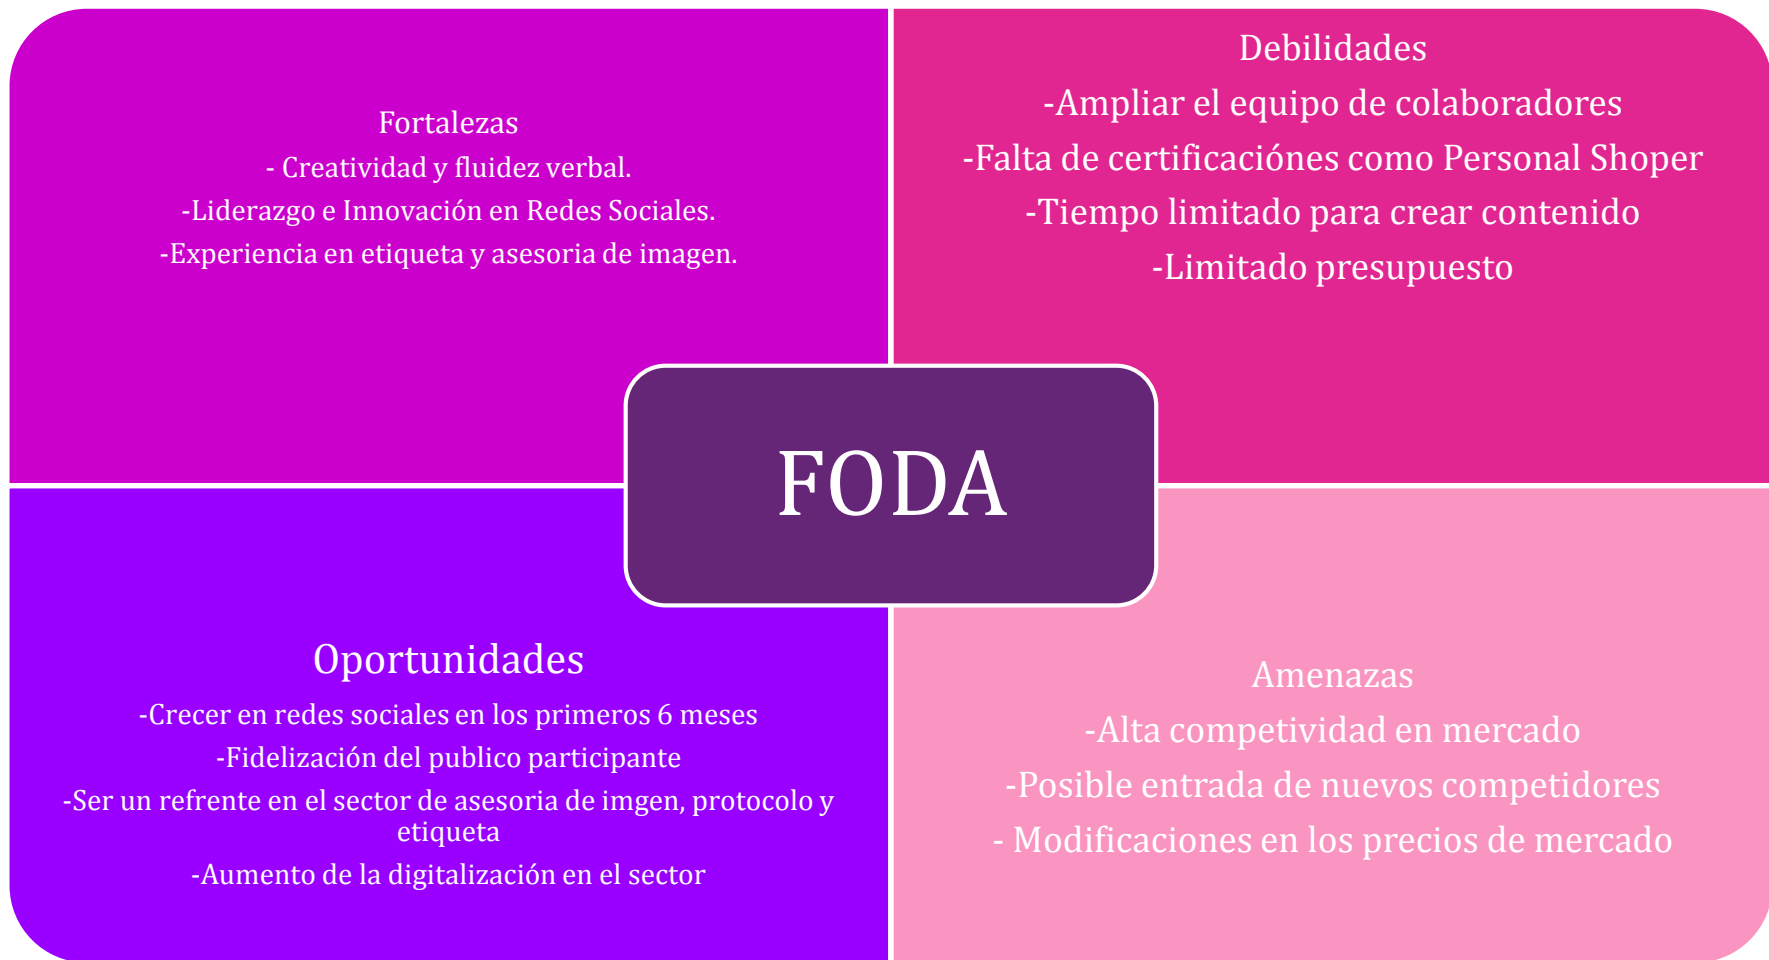 Fortalezas
- Creatividad y fluidez verbal.
-Liderazgo e Innovación en Redes Sociales.
-Experiencia en etiqueta y asesoria de imagen.
Debilidades
-Ampliar el equipo de colaboradores
-Falta de certificaciónes como Personal Shoper
-Tiempo limitado para crear contenido
-Limitado presupuesto
FODA
Oportunidades
-Crecer en redes sociales en los primeros 6 meses
-Fidelización del publico participante
-Ser un refrente en el sector de asesoria de imgen, protocolo y
etiqueta
-Aumento de la digitalización en el sector
Amenazas
-Alta competividad en mercado
-Posible entrada de nuevos competidores
- Modificaciones en los precios de mercado